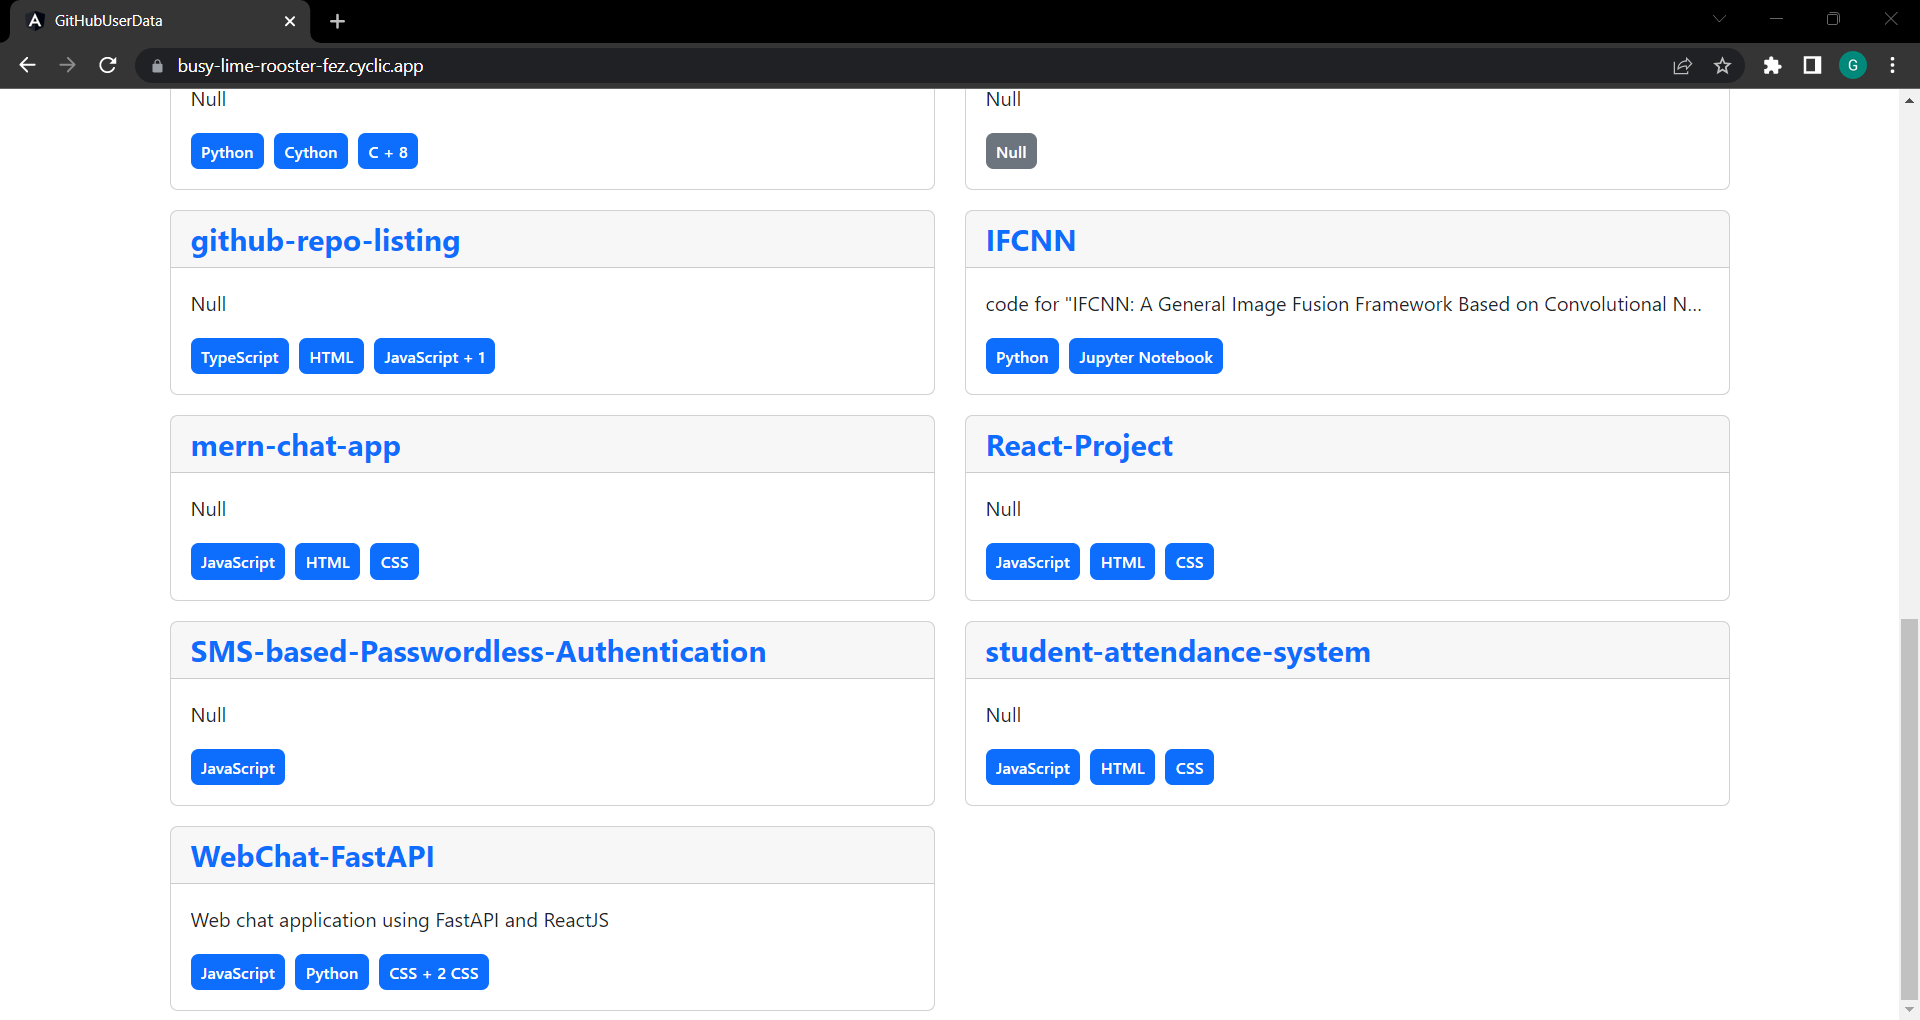 GitHubUserData
busy-lime-rooster-fez.cyclic.app
G
Null
Python Cython C + 8
Null
Null
github-repo-listing
Null
TypeScript HTML JavaScript + 1
IFCNN
code for "IFCNN: A General Image Fusion Framework Based on Convolutional N...
Python Jupyter Notebook
mern-chat-app
Null
JavaScript HTML CSS
React-Project
Null
JavaScript HTML CSS
SMS-based-Passwordless-Authentication
Null
JavaScript
student-attendance-system
Null
JavaScript HTML CSS
WebChat-FastAPI
Web chat application using FastAPI and ReactJS
JavaScript Python CSS + 2 CSS